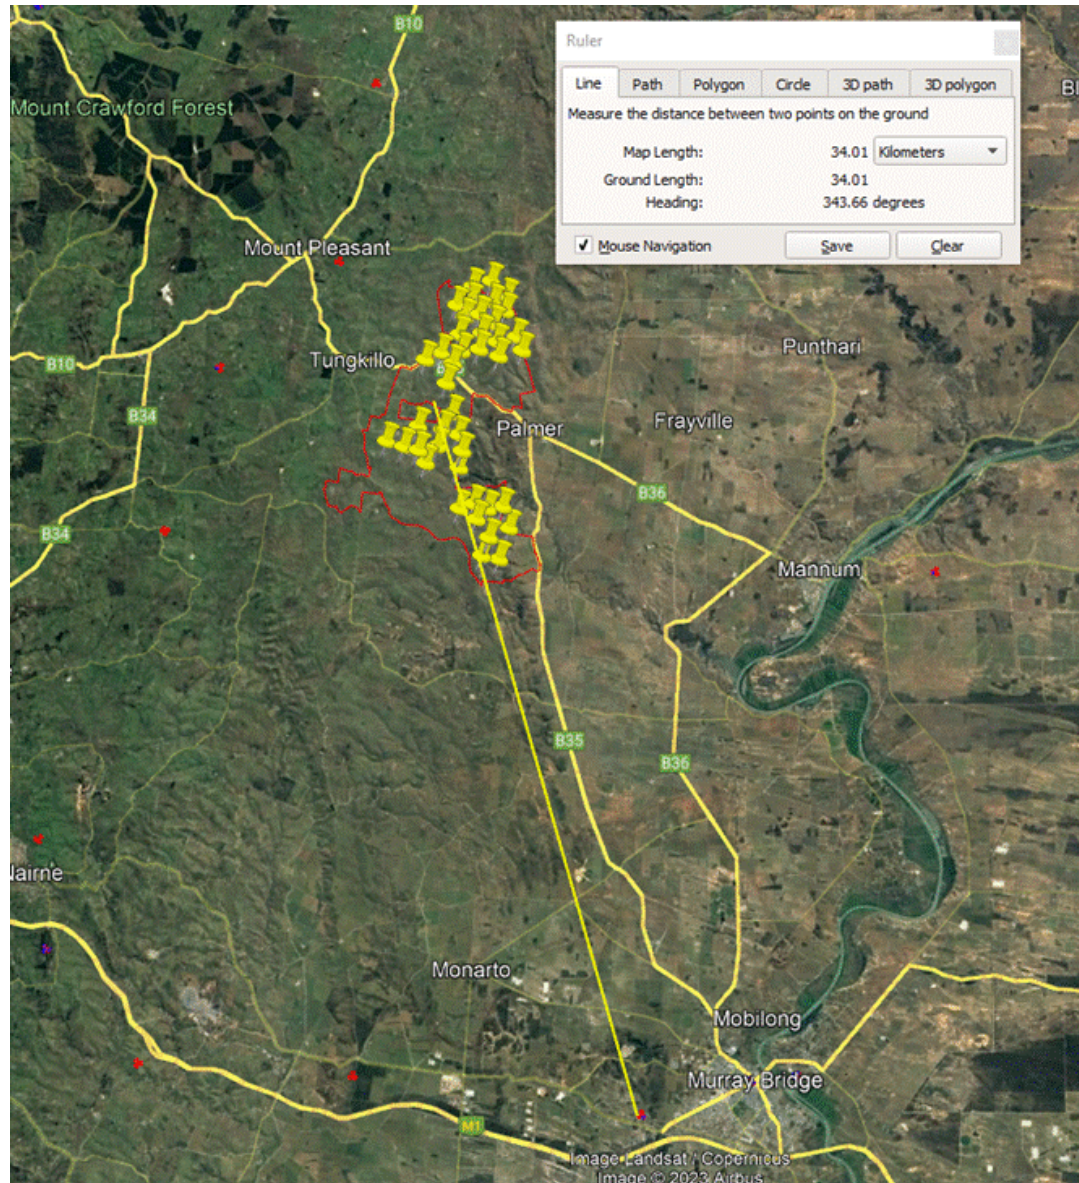 B10
Ruler
Line Path Polygon Circle 3D path 3D polygon
Measure the distance between two points on the ground
Map Length: 34.01 Kilometers
Ground Length: 34.01
Heading: 343.66 degrees
Mouse Navigation Save Clear
Mount Crawford Forest
Mount Pleasant
Tungkillo
Punthari
B10
B34
Palmer
Frayville
B36
B34
Mannum
B35
B36
Nairne
Monarto
Mobilong
Murray Bridge
M1
Image Landsat / Copernicus
Image © 2023 Airbus